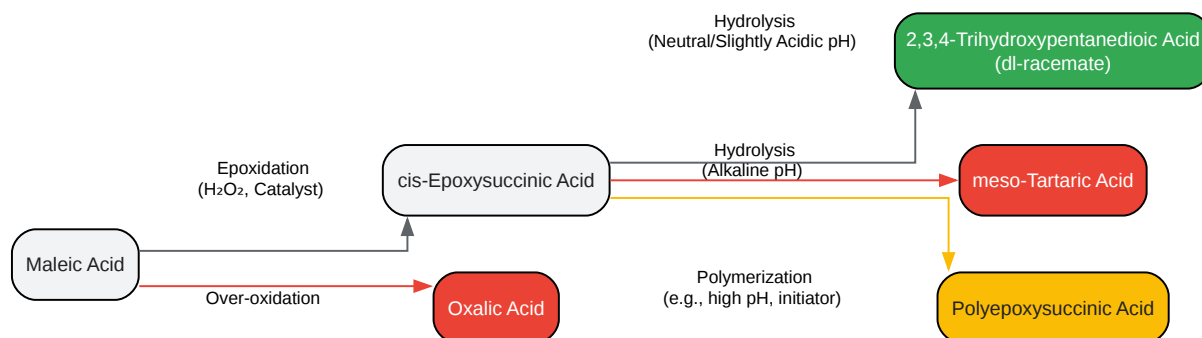 Hydrolysis
(Neutral/Slightly Acidic pH)
2,3,4-Trihydroxypentanedioic Acid
(dl-racemate)
Epoxidation
(H₂O₂, Catalyst)
cis-Epoxysuccinic Acid
Hydrolysis
(Alkaline pH)
meso-Tartaric Acid
Maleic Acid
Over-oxidation
Oxalic Acid
Polymerization
(e.g., high pH, initiator)
Polyepoxysuccinic Acid